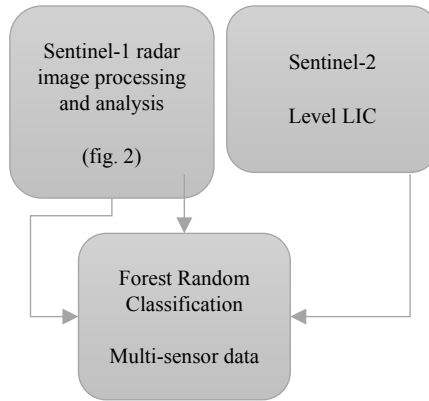 Sentinel-1 radar
image processing
and analysis
(fig. 2)
Sentinel-2
Level LIC
Forest Random
Classification
Multi-sensor data